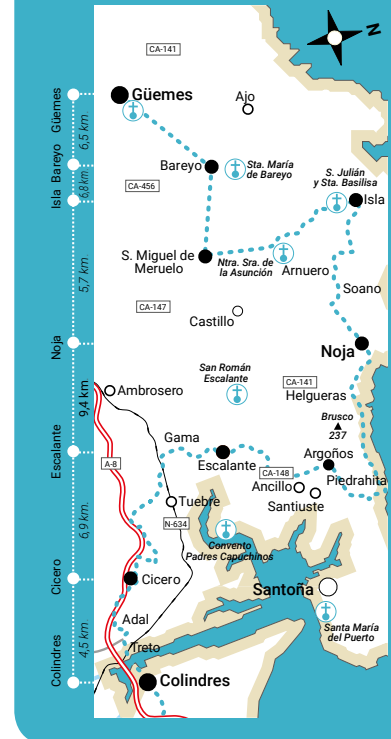 N
CA-141
Güemes
Ajo
Bareyo
Sta. María
de Bareyo
CA-456
S. Julián
y Sta. Basilisa
Isla
S. Miguel de
Meruelo
Ntra. Sra. de
la Asunción
Arnuero
Soano
CA-147
Castillo
Noja
San Román
Escalante
CA-141
Helgueras
Ambrosero
Brusco
237
Gama
Argoños
Escalante
A-8
CA-148
Piedrahita
Ancillo
Tuebre
Santiuste
N-634
Convento
Padres Capuchinos
Cicero
Santoña
Adal
Santa María
del Puerto
Treto
Colindres
Colindres
4,5 km.
Cicero
6,9 km.
Escalante
9,4 km
Noja
5,7 km.
Isla
6,8 km
Bareyo
6,5 km.
Güemes